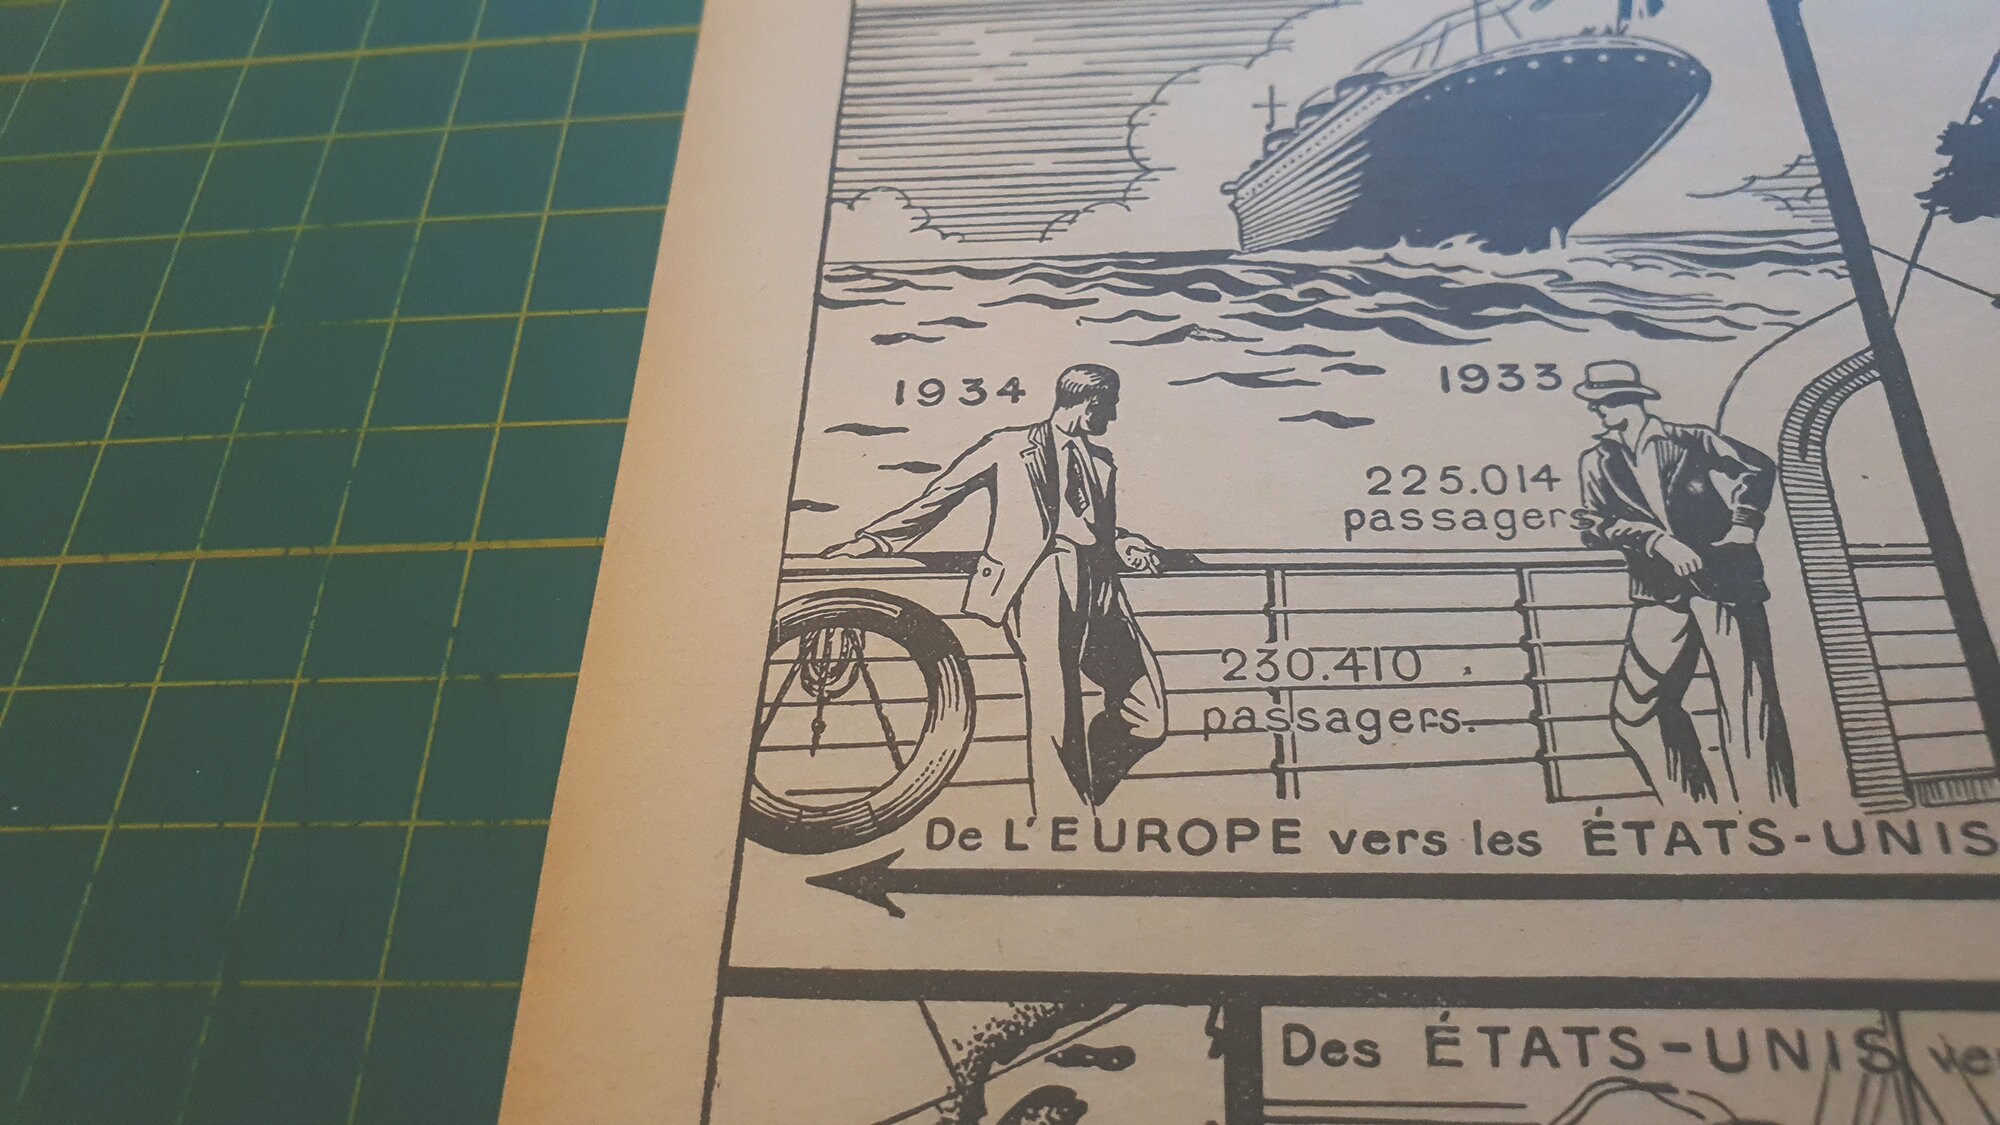 1934
1933
225.014
passagers
230.410
passagers.
De L'EUROPE vers les ÉTATS-UNIS
Des ÉTATS-UNIS